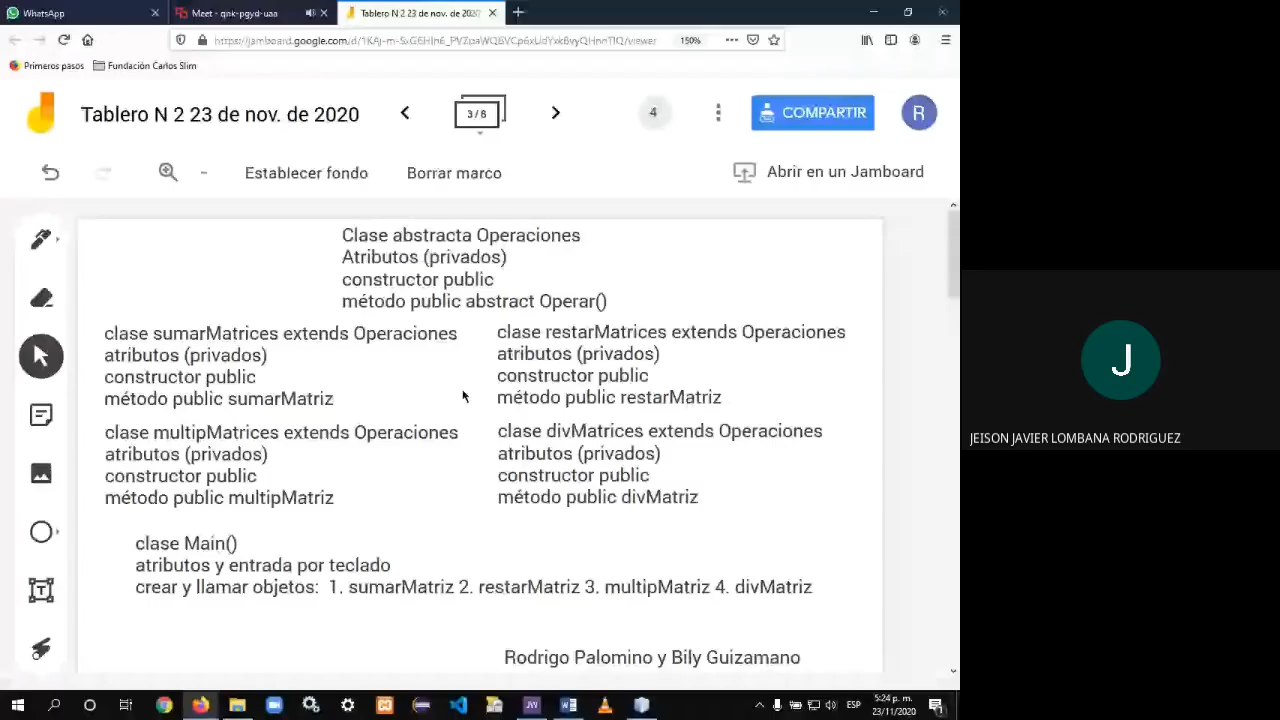 WhatsApp
Meet - qnk-pgyd-uaa
Tablero N 2 23 de nov. de 202
150%
Primeros pasos
Fundación Carlos Slim
Tablero N 2 23 de nov. de 2020
3 / 8
4
COMPARTIR
R
Establecer fondo
Borrar marco
Abrir en un Jamboard
Clase abstracta Operaciones
Atributos (privados)
constructor public
método public abstract Operar()
clase sumarMatrices extends Operaciones
atributos (privados)
constructor public
método public sumarMatriz
clase restarMatrices extends Operaciones
atributos (privados)
constructor public
método public restarMatriz
clase multipMatrices extends Operaciones
atributos (privados)
constructor public
método public multipMatriz
clase divMatrices extends Operaciones
atributos (privados)
constructor public
método public divMatriz
clase Main()
atributos y entrada por teclado
crear y llamar objetos: 1. sumarMatriz 2. restarMatriz 3. multipMatriz 4. divMatriz
Rodrigo Palomino y Bily Guizamano
J
JEISON JAVIER LOMBANA RODRIGUEZ
ESP
5:24 p. m.
23/11/2020